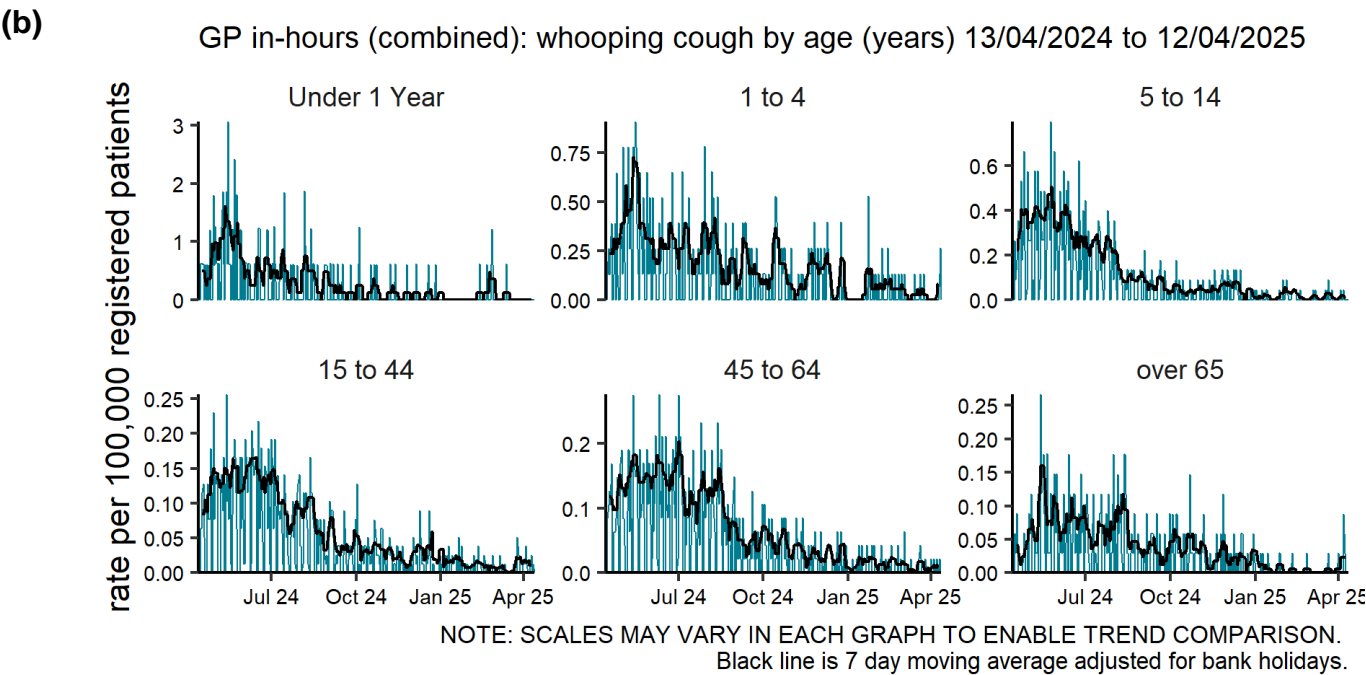 (b)
GP in-hours (combined): whooping cough by age (years) 13/04/2024 to 12/04/2025
rate per 100,000 registered patients
Under 1 Year
3
2
1
0
1 to 4
0.75
0.50
0.25
0.00
5 to 14
0.6
0.4
0.2
0.0
15 to 44
0.25
0.20
0.15
0.10
0.05
0.00
Jul 24 Oct 24 Jan 25 Apr 25
45 to 64
0.2
0.1
0.0
Jul 24 Oct 24 Jan 25 Apr 25
over 65
0.25
0.20
0.15
0.10
0.05
0.00
Jul 24 Oct 24 Jan 25 Apr 25
NOTE: SCALES MAY VARY IN EACH GRAPH TO ENABLE TREND COMPARISON.
Black line is 7 day moving average adjusted for bank holidays.